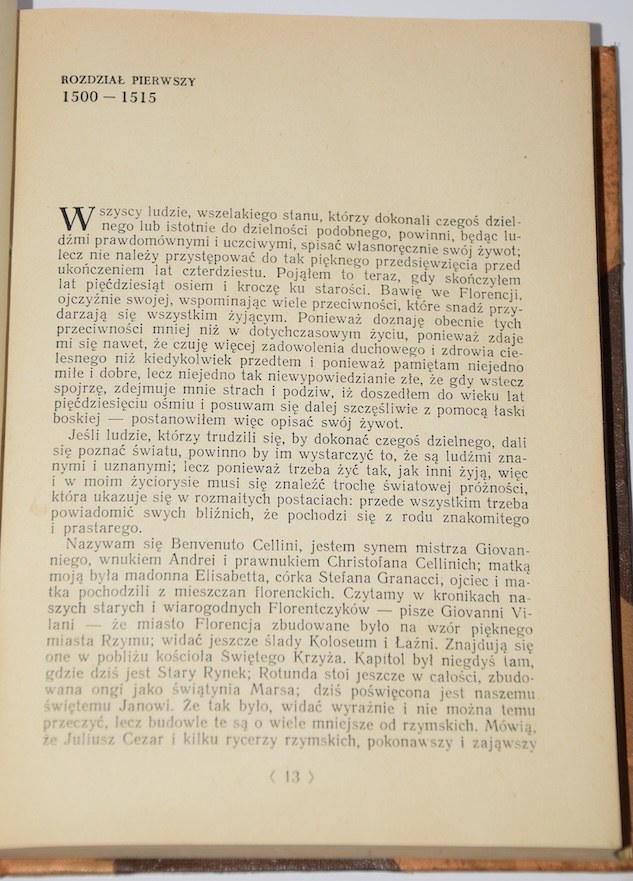 ROZDZIAŁ PIERWSZY
1500 — 1515
Wszyscy ludzie, wszelakiego stanu, którzy dokonali czegoś dziel-
nego lub istotnie do dzielności podobnego, powinni, będąc lu-
dźmi prawdomównymi i uczciwymi, spisać własnoręcznie swój żywot;
lecz nie należy przystępować do tak pięknego przedsięwzięcia przed
ukończeniem lat czterdziestu. Pojąłem to teraz, gdy skończyłem
lat pięćdziesiąt osiem i kroczę ku starości. Bawię we Florencji,
ojczyźnie swojej, wspominając wiele przeciwności, które snadź przy-
darzają się wszystkim żyjącym. Ponieważ doznaję obecnie tych
przeciwności mniej niż w dotychczasowym życiu, ponieważ zdaje
mi się nawet, że czuję więcej zadowolenia duchowego i zdrowia cie-
lesnego niż kiedykolwiek przedtem i ponieważ pamiętam niejedno
miłe i dobre, lecz niejedno tak niewypowiedzianie złe, że gdy wstecz
spojrzę, zdejmuje mnie strach i podziw, iż doszedłem do wieku lat
pięćdziesięciu ośmiu i posuwam się dalej szczęśliwie z pomocą łaski
boskiej — postanowiłem więc opisać swój żywot.
Jeśli ludzie, którzy trudzili się, by dokonać czegoś dzielnego, dali
się poznać światu, powinno by im wystarczyć to, że są ludźmi zna-
nymi i uznanymi; lecz ponieważ trzeba żyć tak, jak inni żyją, więc
i w moim życiorysie musi się znaleźć trochę światowej próżności,
która ukazuje się w rozmaitych postaciach: przede wszystkim trzeba
powiadomić swych bliźnich, że pochodzi się z rodu znakomitego
i prastarego.
Nazywam się Benvenuto Cellini, jestem synem mistrza Giovan-
niego, wnukiem Andrei i prawnukiem Christofana Cellinich; matką
moją była madonna Elisabetta, córka Stefana Granacci, ojciec i ma-
tka pochodzili z mieszczan florenckich. Czytamy w kronikach na-
szych starych i wiarogodnych Florentczyków — pisze Giovanni Vi-
lani — że miasto Florencja zbudowane było na wzór pięknego
miasta Rzymu; widać jeszcze ślady Koloseum i Łaźni. Znajdują się
one w pobliżu kościoła Świętego Krzyża. Kapitol był niegdyś tam,
gdzie dziś jest Stary Rynek; Rotunda stoi jeszcze w całości, zbudo-
wana ongi jako świątynia Marsa; dziś poświęcona jest naszemu
świętemu Janowi. Że tak było, widać wyraźnie i nie można temu
przeczyć, lecz budowle te są o wiele mniejsze od rzymskich. Mówią,
że Juliusz Cezar i kilku rycerzy rzymskich, pokonawszy i zająwszy
⟨ 13 ⟩